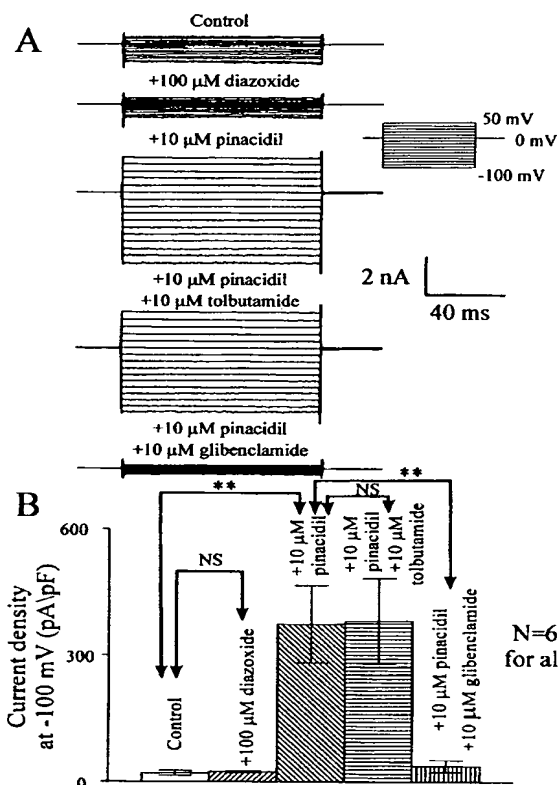 A
Control
+100 μM diazoxide
+10 μM pinacidil
50 mV
0 mV
-100 mV
+10 μM pinacidil
+10 μM tolbutamide
2 nA
40 ms
+10 μM pinacidil
+10 μM glibenclamide
B
**
**
NS
NS
600
300
0
Current density
at -100 mV (pA\pF)
Control
+100 μM diazoxide
+10 μM
pinacidil
+10 μM
pinacidil
+10 μM
tolbutamide
+10 μM pinacidil
+10 μM glibenclamide
N=6
for al